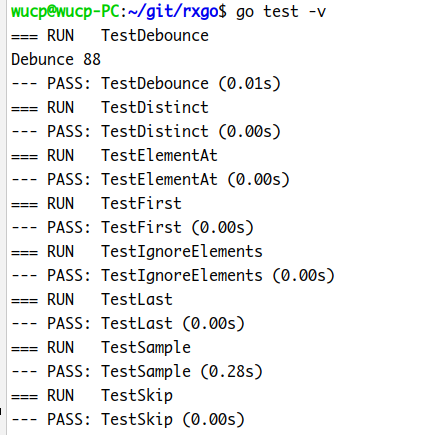 wucp@wucp-PC:~/git/rxgo$ go test -v
=== RUN   TestDebounce
Debunce 88
--- PASS: TestDebounce (0.01s)
=== RUN   TestDistinct
--- PASS: TestDistinct (0.00s)
=== RUN   TestElementAt
--- PASS: TestElementAt (0.00s)
=== RUN   TestFirst
--- PASS: TestFirst (0.00s)
=== RUN   TestIgnoreElements
--- PASS: TestIgnoreElements (0.00s)
=== RUN   TestLast
--- PASS: TestLast (0.00s)
=== RUN   TestSample
--- PASS: TestSample (0.28s)
=== RUN   TestSkip
--- PASS: TestSkip (0.00s)